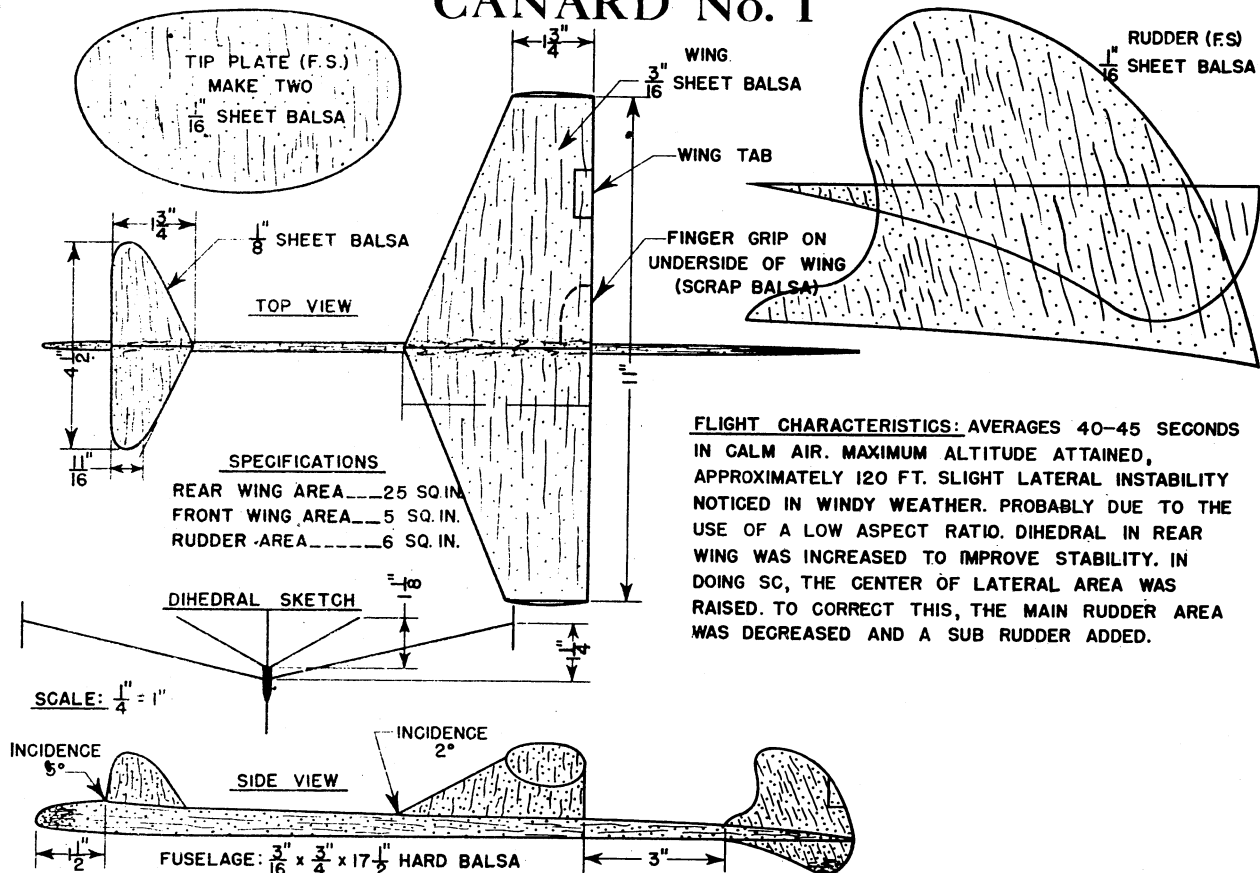 CANARD No. 1
TIP PLATE (F.S.)
MAKE TWO
1/16" SHEET BALSA
1 3/4"
WING
3/16" SHEET BALSA
RUDDER (F.S)
1/16" SHEET BALSA
WING TAB
1 3/4"
1/8" SHEET BALSA
FINGER GRIP ON
UNDERSIDE OF WING
(SCRAP BALSA)
TOP VIEW
4 1/2"
11"
11/16"
SPECIFICATIONS
REAR WING AREA___25 SQ.IN.
FRONT WING AREA__5 SQ.IN.
RUDDER AREA______6 SQ.IN.
FLIGHT CHARACTERISTICS: AVERAGES 40-45 SECONDS
IN CALM AIR. MAXIMUM ALTITUDE ATTAINED,
APPROXIMATELY 120 FT. SLIGHT LATERAL INSTABILITY
NOTICED IN WINDY WEATHER. PROBABLY DUE TO THE
USE OF A LOW ASPECT RATIO. DIHEDRAL IN REAR
WING WAS INCREASED TO IMPROVE STABILITY. IN
DOING SC, THE CENTER OF LATERAL AREA WAS
RAISED. TO CORRECT THIS, THE MAIN RUDDER AREA
WAS DECREASED AND A SUB RUDDER ADDED.
DIHEDRAL SKETCH
1 1/4"
SCALE: 1/4" = 1"
INCIDENCE
5°
INCIDENCE
2°
SIDE VIEW
1 1/2"
FUSELAGE: 3/16" x 3/4" x 17 1/2" HARD BALSA
3"